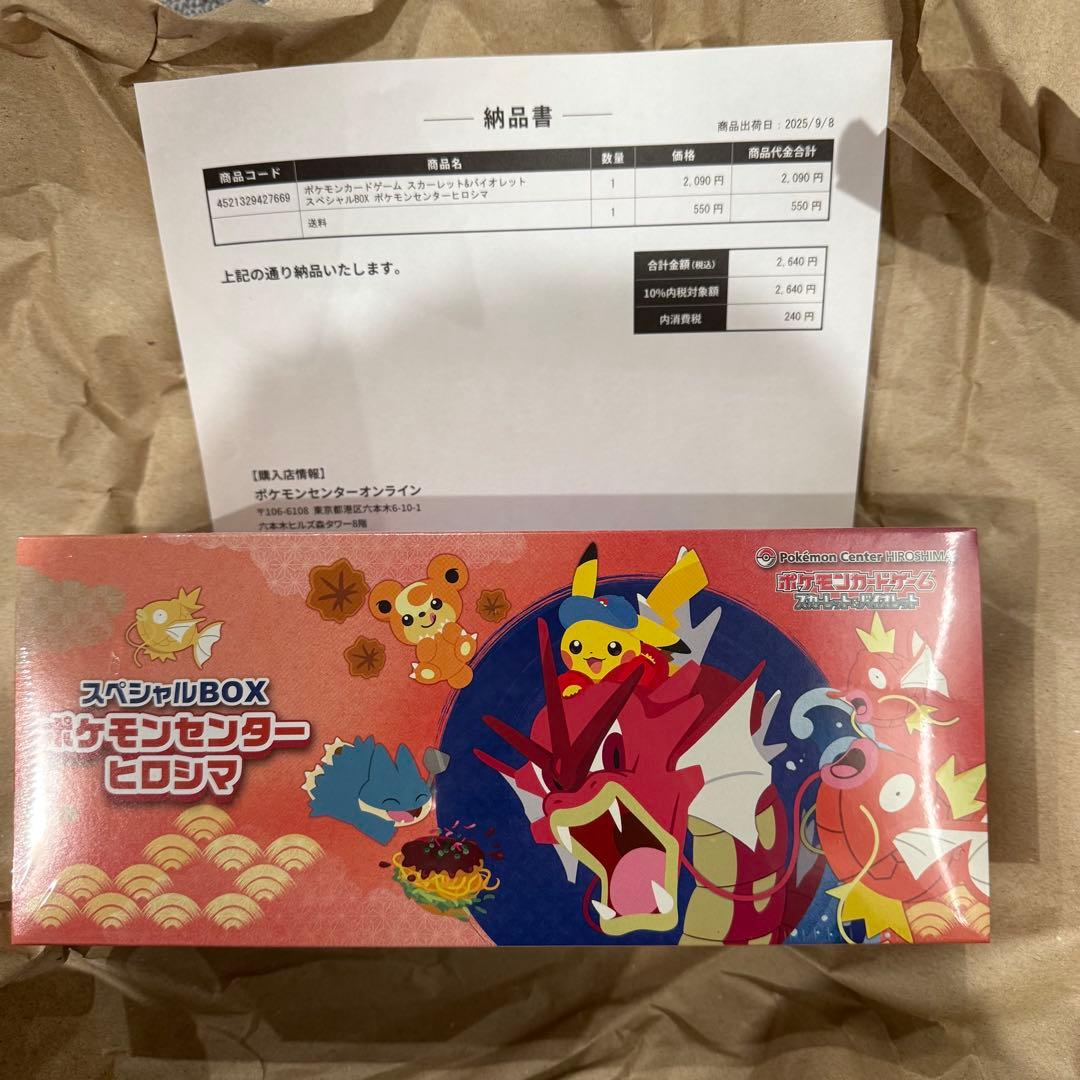 納品書
商品出荷日：2025/9/8
商品コード 商品名 数量 価格 商品代金合計
4521329427669 ポケモンカードゲーム スカーレット&バイオレット 1 2,090 円 2,090 円
スペシャルBOX ポケモンセンターヒロシマ
送料 1 550 円 550 円
上記の通り納品いたします。
合計金額(税込) 2,640 円
10%内税対象額 2,640 円
内消費税 240 円
【購入店情報】
ポケモンセンターオンライン
〒106-6108 東京都港区六本木6-10-1
六本木ヒルズ森タワー8階
Pokémon Center HIROSHIMA
ポケモンカードゲーム
スカーレット&バイオレット
スペシャルBOX
ポケモンセンター
ヒロシマ